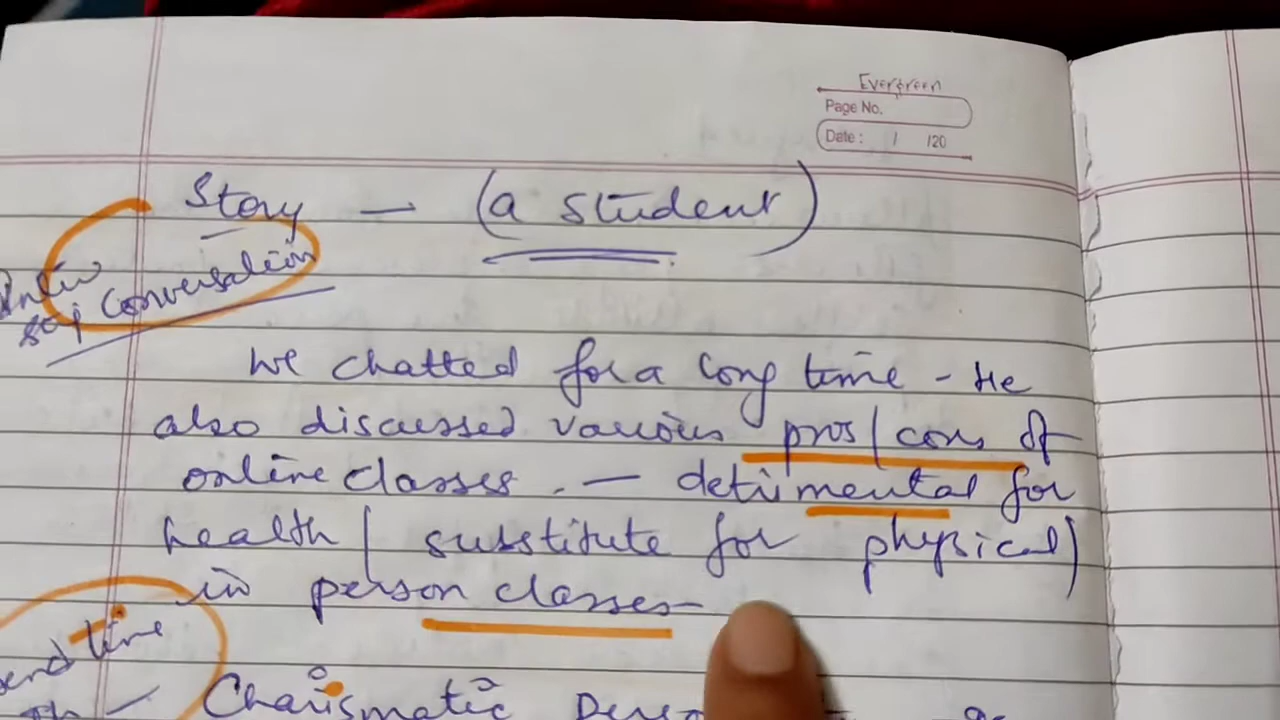 Evergreen
Page No.
Date : / /20
Story — (a student)
conversation
We chatted for a long time - He
also discussed various pros/cons of
online classes. — detrimental for
health / substitute for physical/
in person classes-
time
Charismatic